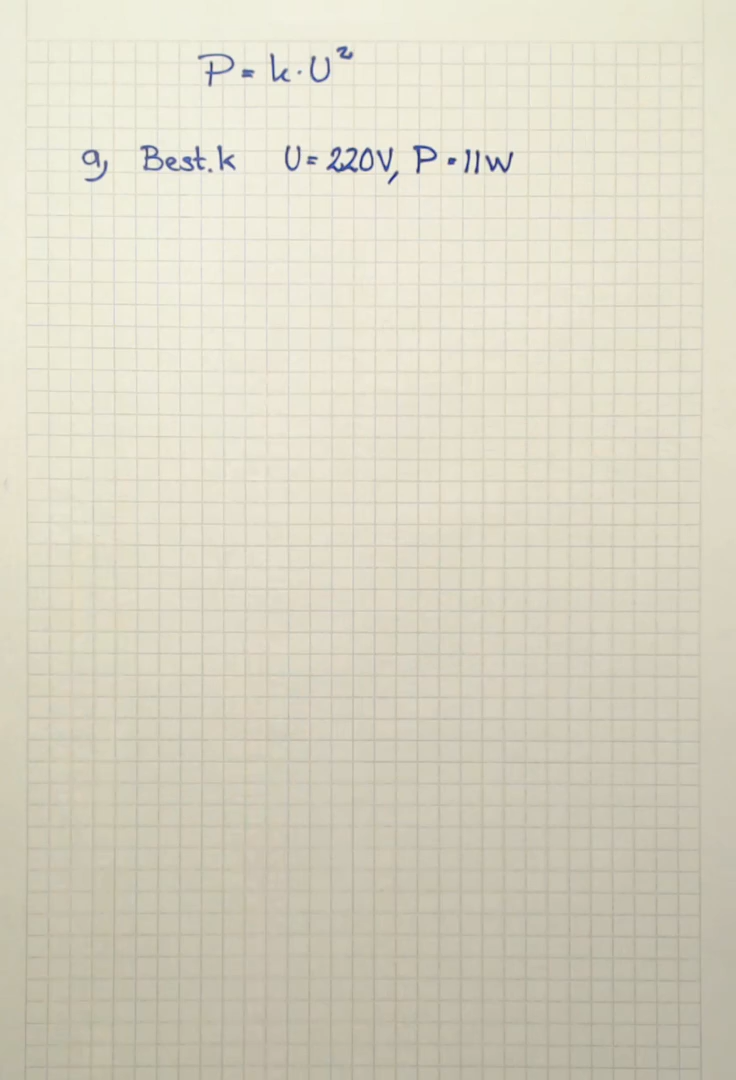 P = k · U²
a, Best. k U = 220V, P = 11W